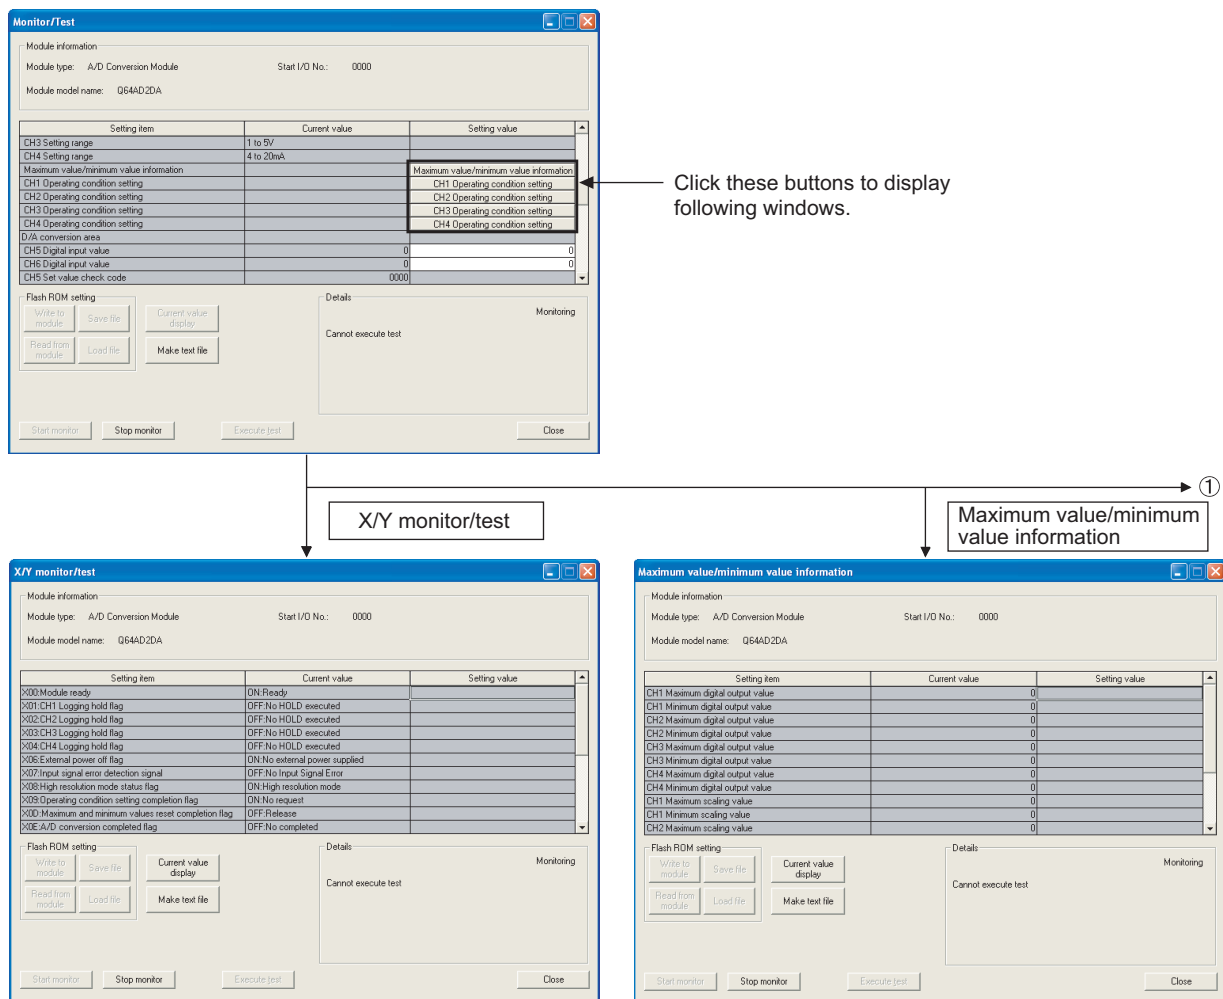 Monitor/Test
Module information
Module type: A/D Conversion Module Start I/O No.: 0000
Module model name: Q64AD2DA
Setting item Current value Setting value
CH3 Setting range 1 to 5V
CH4 Setting range 4 to 20mA
Maximum value/minimum value information Maximum value/minimum value information
CH1 Operating condition setting CH1 Operating condition setting
CH2 Operating condition setting CH2 Operating condition setting
CH3 Operating condition setting CH3 Operating condition setting
CH4 Operating condition setting CH4 Operating condition setting
D/A conversion area
CH5 Digital input value 0 0
CH6 Digital input value 0 0
CH5 Set value check code 0000
Click these buttons to display
following windows.
Flash ROM setting
Write to
module
Save file
Current value
display
Read from
module
Load file
Make text file
Details
Monitoring
Cannot execute test
Start monitor Stop monitor Execute test Close
①
X/Y monitor/test
Maximum value/minimum
value information
X/Y monitor/test
Module information
Module type: A/D Conversion Module Start I/O No.: 0000
Module model name: Q64AD2DA
Setting item Current value Setting value
X00:Module ready ON:Ready
X01:CH1 Logging hold flag OFF:No HOLD executed
X02:CH2 Logging hold flag OFF:No HOLD executed
X03:CH3 Logging hold flag OFF:No HOLD executed
X04:CH4 Logging hold flag OFF:No HOLD executed
X06:External power off flag ON:No external power supplied
X07:Input signal error detection signal OFF:No Input Signal Error
X08:High resolution mode status flag ON:High resolution mode
X09:Operating condition setting completion flag ON:No request
X0D:Maximum and minimum values reset completion flag OFF:Release
X0E:A/D conversion completed flag OFF:No completed
Flash ROM setting
Write to
module
Save file
Current value
display
Read from
module
Load file
Make text file
Details
Monitoring
Cannot execute test
Start monitor Stop monitor Execute test Close
Maximum value/minimum value information
Module information
Module type: A/D Conversion Module Start I/O No.: 0000
Module model name: Q64AD2DA
Setting item Current value Setting value
CH1 Maximum digital output value 0
CH1 Minimum digital output value 0
CH2 Maximum digital output value 0
CH2 Minimum digital output value 0
CH3 Maximum digital output value 0
CH3 Minimum digital output value 0
CH4 Maximum digital output value 0
CH4 Minimum digital output value 0
CH1 Maximum scaling value 0
CH1 Minimum scaling value 0
CH2 Maximum scaling value 0
Flash ROM setting
Write to
module
Save file
Current value
display
Read from
module
Load file
Make text file
Details
Monitoring
Cannot execute test
Start monitor Stop monitor Execute test Close